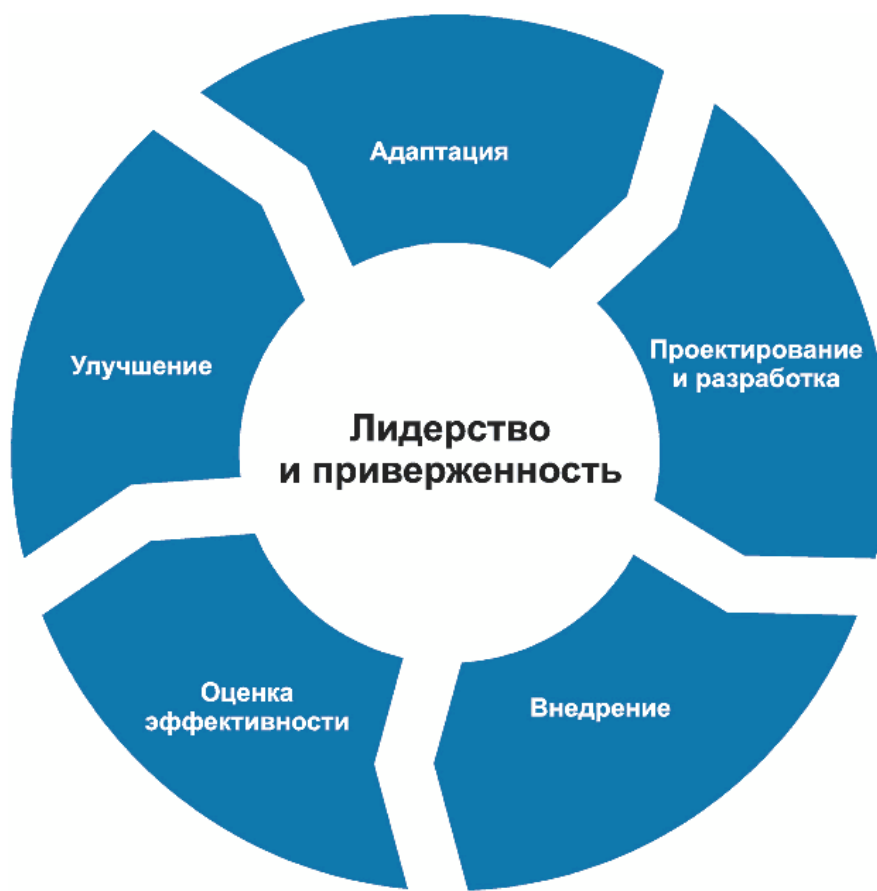 Адаптация
Проектирование
и разработка
Внедрение
Оценка
эффективности
Улучшение
Лидерство
и приверженность